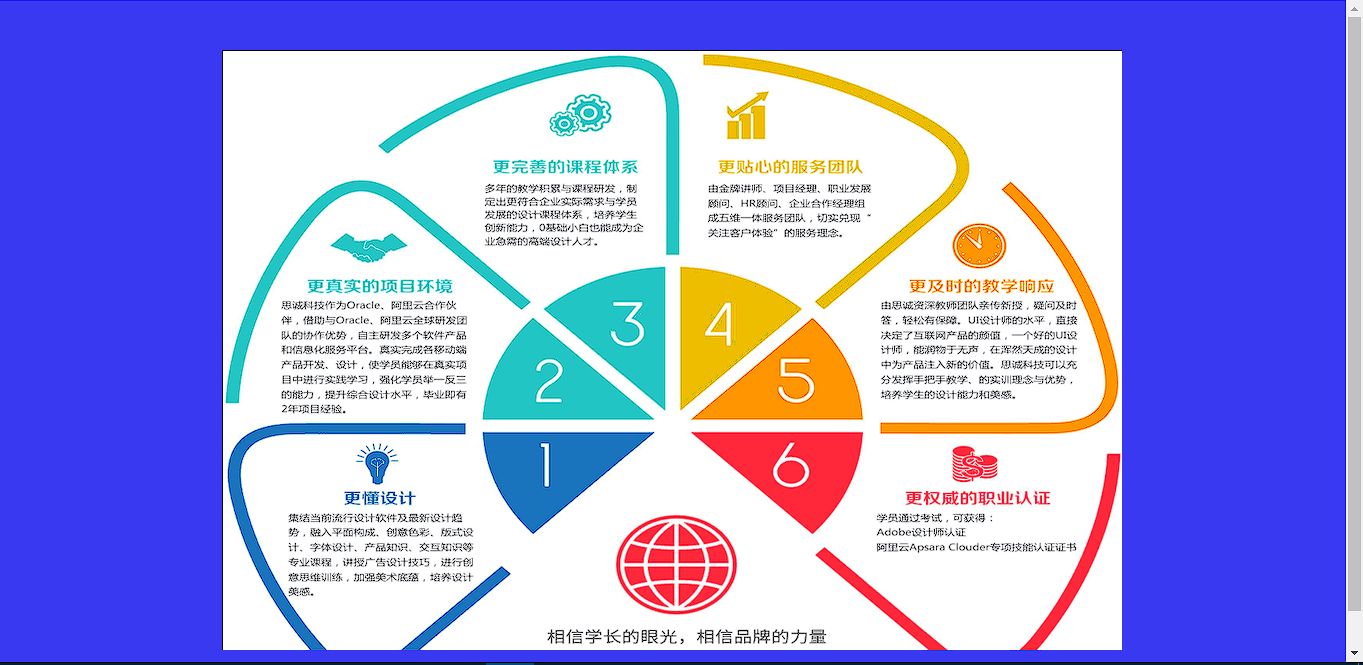 更完善的课程体系
多年的教学积累与课程研发，制
定出更符合企业实际需求与学员
发展的设计课程体系，培养学生
创新能力，0基础小白也能成为企
业急需的高端设计人才。
更贴心的服务团队
由金牌讲师、项目经理、职业发展
顾问、HR顾问、企业合作经理组
成五维一体服务团队，切实兑现“
关注客户体验”的服务理念。
更真实的项目环境
思诚科技作为Oracle、阿里云合作伙
伴，借助与Oracle、阿里云全球研发团
队的协作优势，自主研发多个软件产品
和信息化服务平台。真实完成各移动端
产品开发、设计，使学员能够在真实项
目中进行实践学习，强化学员举一反三
的能力，提升综合设计水平，毕业即有
2年项目经验。
更及时的教学响应
由思诚资深教师团队亲传新授，疑问及时
答，轻松有保障。UI设计师的水平，直接
决定了互联网产品的颜值，一个好的UI设
计师，能润物于无声，在浑然天成的设计
中为产品注入新的价值。思诚科技可以充
分发挥手把手教学、的实训理念与优势，
培养学生的设计能力和美感。
3
4
2
5
1
6
更懂设计
集结当前流行设计软件及最新设计趋
势，融入平面构成、创意色彩、版式设
计、字体设计、产品知识、交互知识等
专业课程，讲授广告设计技巧，进行创
意思维训练，加强美术底蕴，培养设计
美感。
更权威的职业认证
学员通过考试，可获得：
Adobe设计师认证
阿里云Apsara Clouder专项技能认证证书
相信学长的眼光，相信品牌的力量